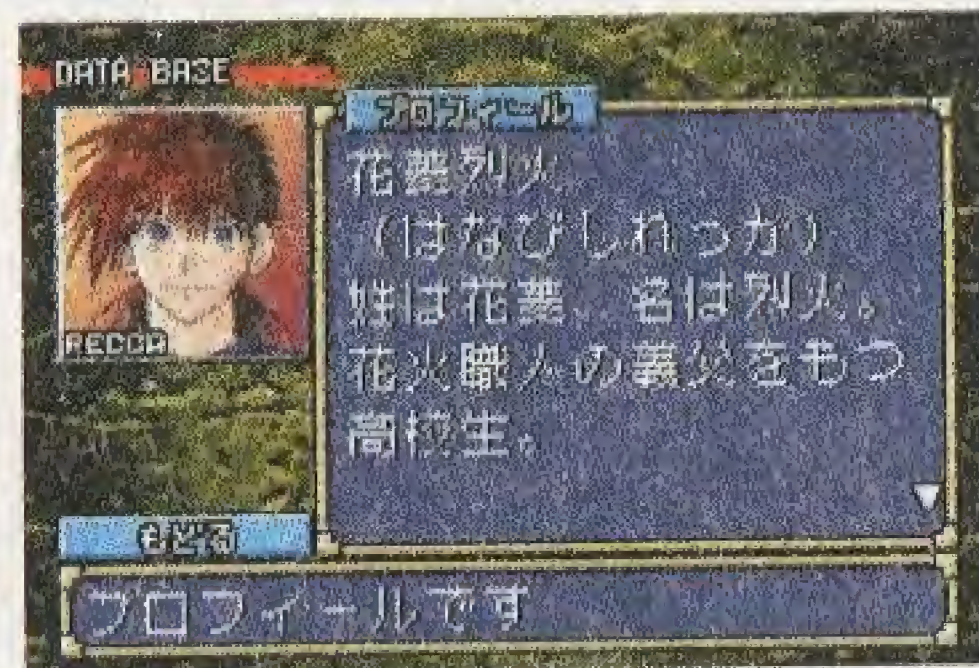 DATA BASE
プロフィール
花菱烈火
(はなびしれっか)
姓は花菱、名は烈火。
花火職人の義父をもつ
高校生。
RECCA
もどる
プロフィールです